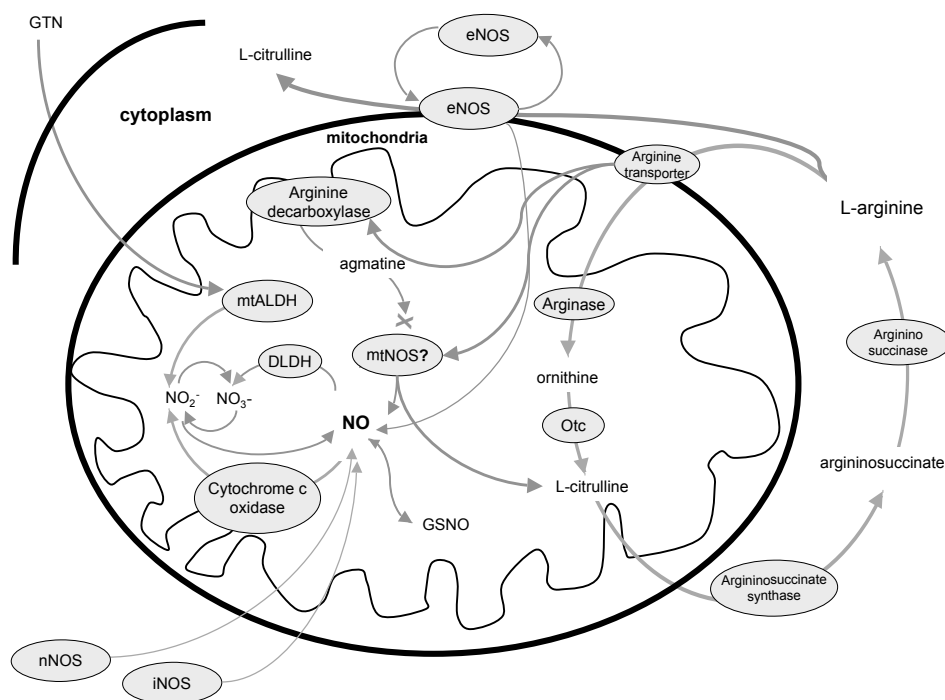 GTN
eNOS
L-citrulline
eNOS
cytoplasm
mitochondria
Arginine
transporter
Arginine
decarboxylase
L-arginine
agmatine
mtALDH
Arginase
Arginino
succinase
DLDH
mtNOS?
ornithine
NO₂⁻
NO₃-
NO
Otc
argininosuccinate
Cytochrome c
oxidase
L-citrulline
GSNO
Argininosuccinate
synthase
nNOS
iNOS